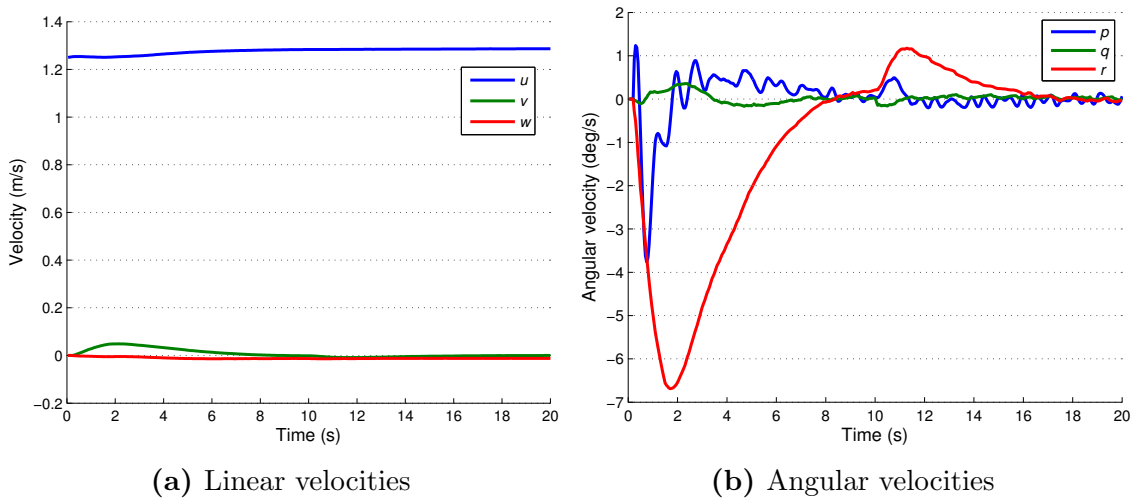 1.4
1.2
1
0.8
0.6
0.4
0.2
0
−0.2
Velocity (m/s)
0 2 4 6 8 10 12 14 16 18 20
Time (s)
u
v
w
(a) Linear velocities
2
1
0
−1
−2
−3
−4
−5
−6
−7
Angular velocity (deg/s)
0 2 4 6 8 10 12 14 16 18 20
Time (s)
p
q
r
(b) Angular velocities